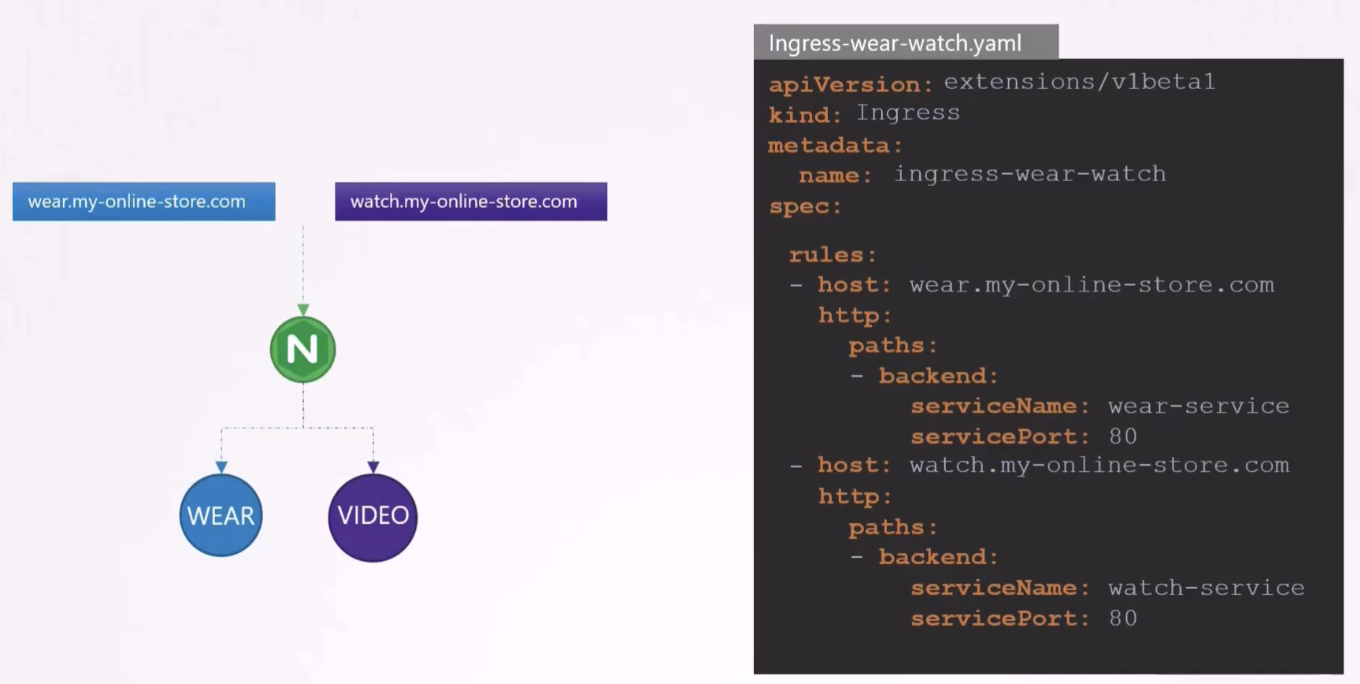 wear.my-online-store.com
watch.my-online-store.com
N
WEAR
VIDEO
Ingress-wear-watch.yaml
apiVersion: extensions/v1beta1
kind: Ingress
metadata:
  name: ingress-wear-watch
spec:
  rules:
  - host: wear.my-online-store.com
    http:
      paths:
      - backend:
          serviceName: wear-service
          servicePort: 80
  - host: watch.my-online-store.com
    http:
      paths:
      - backend:
          serviceName: watch-service
          servicePort: 80